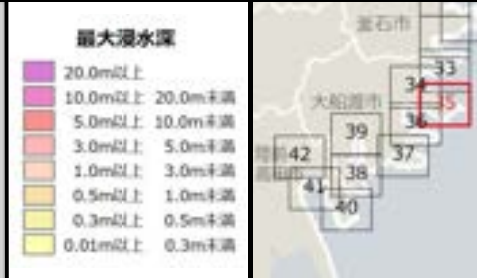 最大浸水深
20.0m以上
10.0m以上 20.0m未満
5.0m以上 10.0m未満
3.0m以上 5.0m未満
1.0m以上 3.0m未満
0.5m以上 1.0m未満
0.3m以上 0.5m未満
0.01m以上 0.3m未満
釜石市
33
34
35
大船渡市
36
39
37
42
陸前
高田市
38
41
40